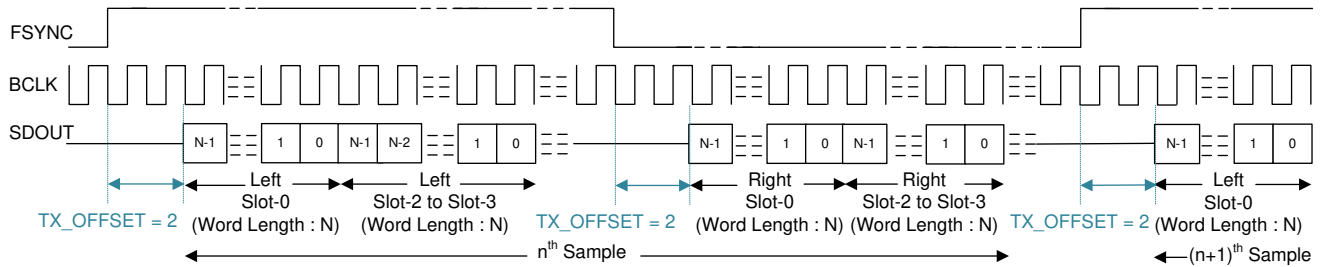 FSYNC
BCLK
SDOUT
N-1 1 0 N-1 N-2 1 0 N-1 1 0 N-1 1 0 N-1 1 0
TX_OFFSET = 2
Left
Slot-0
(Word Length : N)
Left
Slot-2 to Slot-3
(Word Length : N)
TX_OFFSET = 2
Right
Slot-0
(Word Length : N)
Right
Slot-2 to Slot-3
(Word Length : N)
TX_OFFSET = 2
Left
Slot-0
(Word Length : N)
nth Sample
(n+1)th Sample